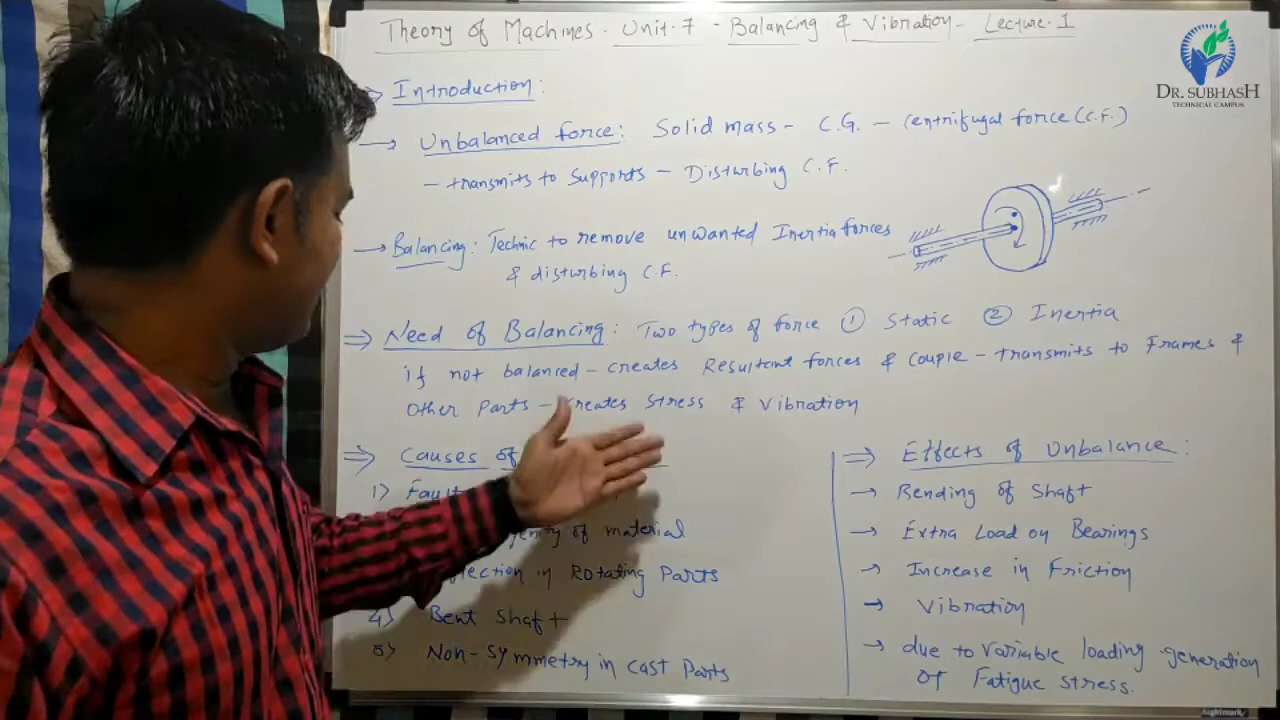 Theory of Machines - Unit-7 - Balancing & Vibration - Lecture-1
DR. SUBHASH
TECHNICAL CAMPUS
Introduction:
→ Unbalanced force: Solid mass - C.G. - Centrifugal force (C.F.)
- transmits to Supports - Disturbing C.F.
→ Balancing: Technic to remove unwanted Inertia forces
& disturbing C.F.
⇒ Need of Balancing: Two types of force ① Static ② Inertia
if not balanced - creates Resultant forces & Couple - transmits to Frames &
Other Parts - creates Stress & Vibration
⇒ Causes of
1) Fault
of material
in Rotating Parts
4) Bent Shaft
5) Non-Symmetry in cast Parts
⇒ Effects of Unbalance:
→ Bending of Shaft
→ Extra Load on Bearings
→ Increase in Friction
→ Vibration
→ due to variable loading generation
of Fatigue stress.